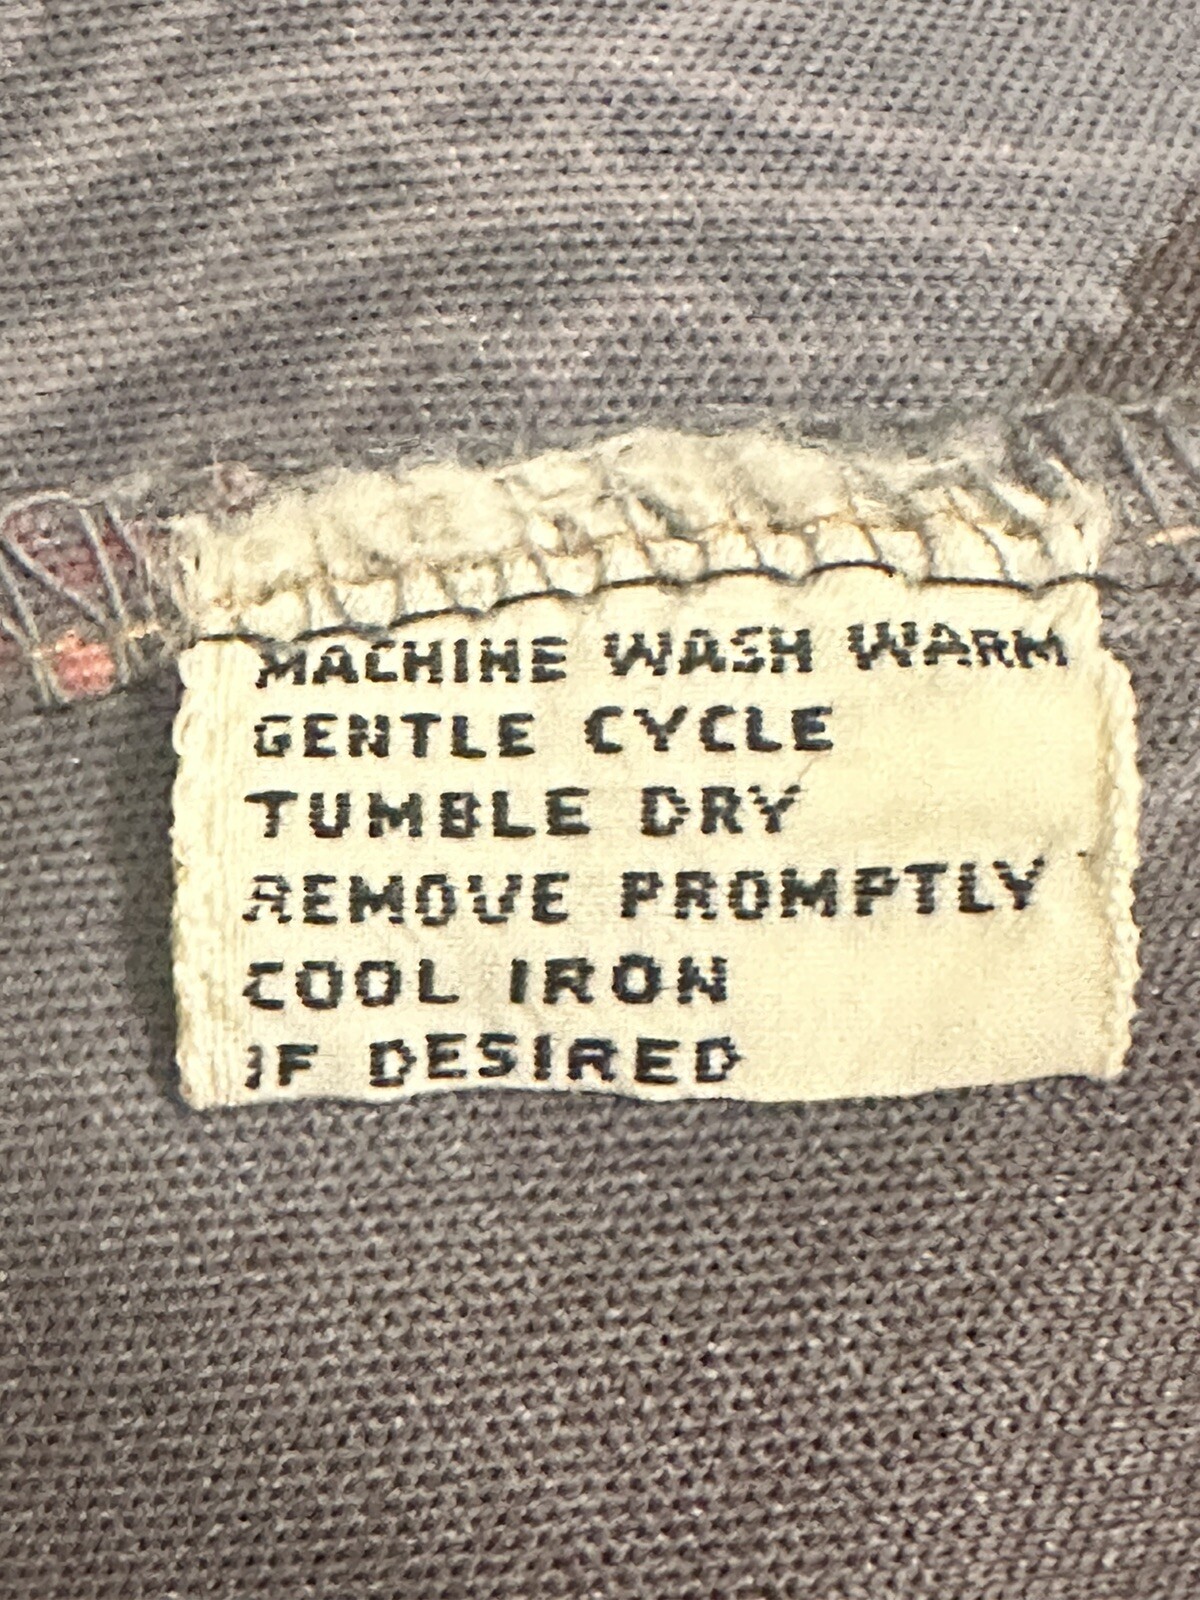 MACHINE WASH WARM
GENTLE CYCLE
TUMBLE DRY
REMOVE PROMPTLY
COOL IRON
IF DESIRED